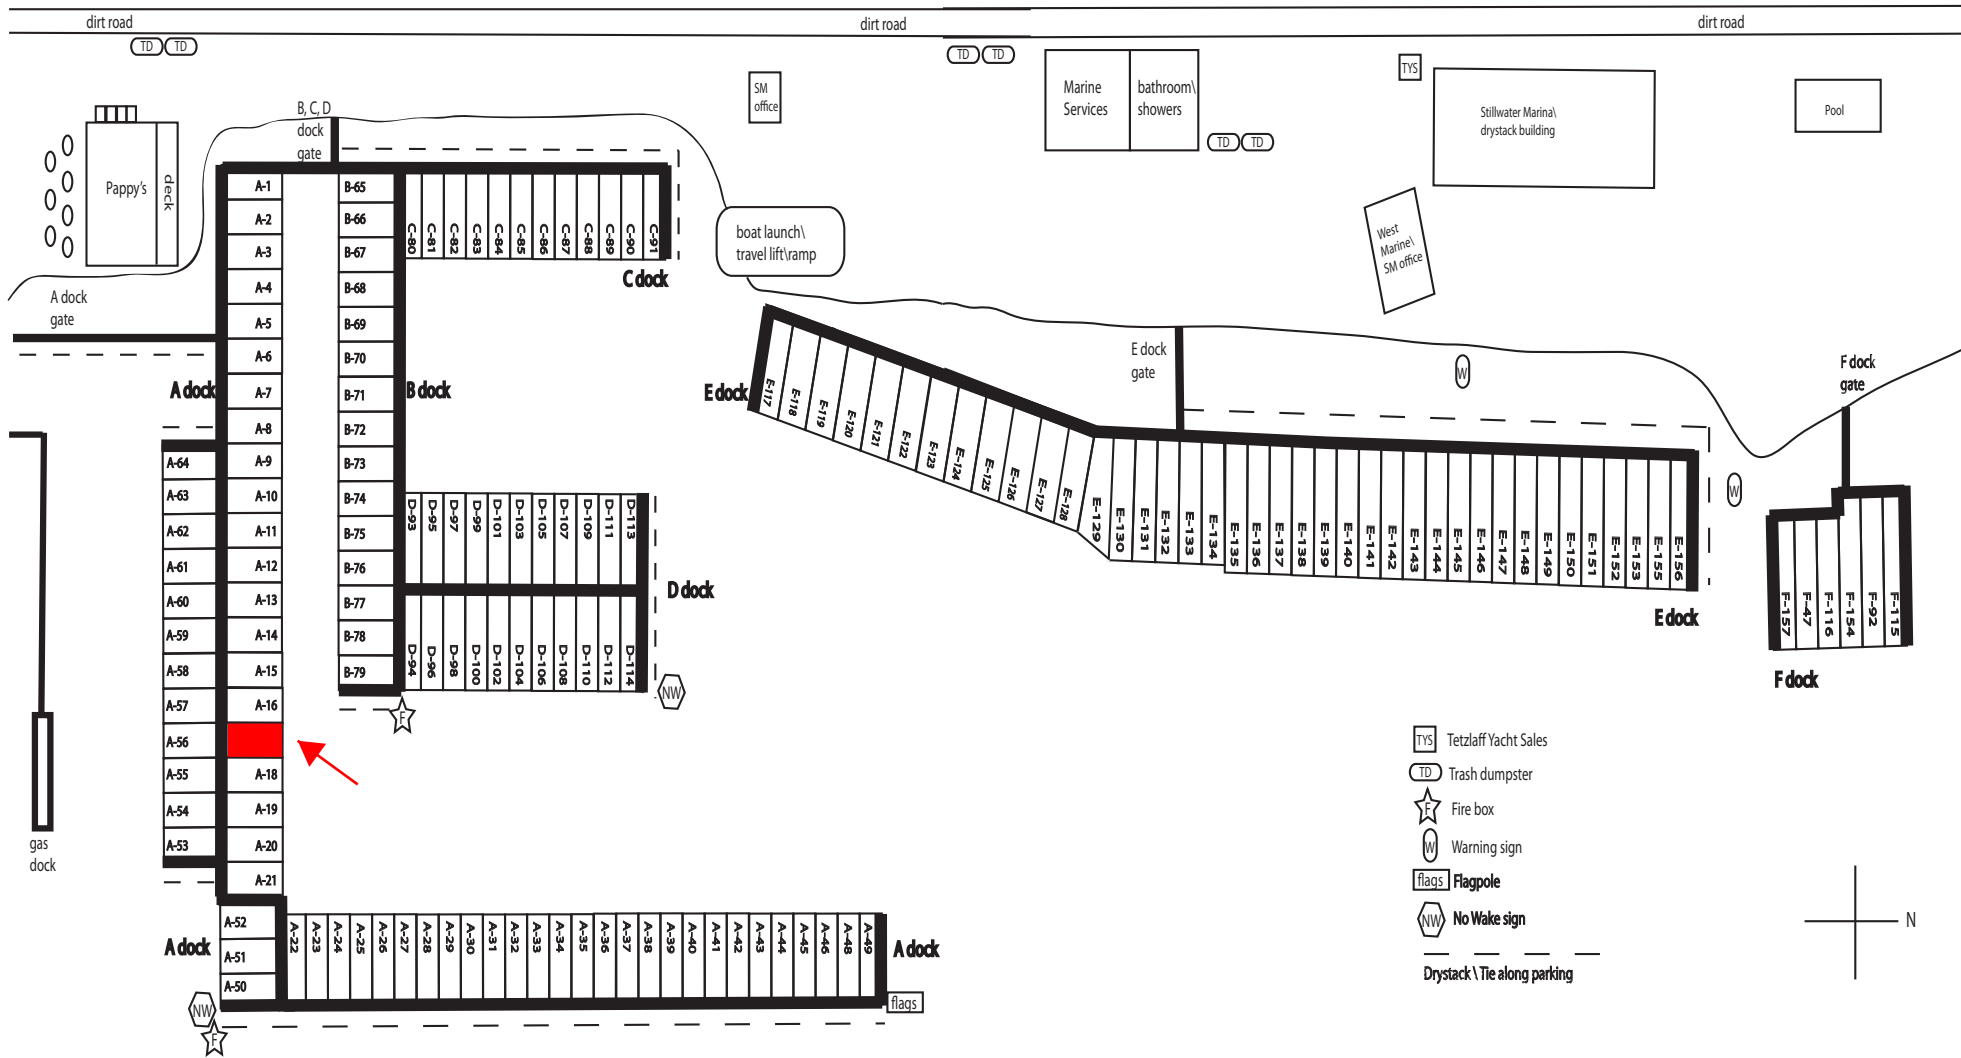 dirt road
dirt road
dirt road
TD
TD
TD
TD
SM
office
Marine
Services
bathroom\
showers
TD
TD
TYS
Stillwater Marina\
drystack building
Pool
B, C, D
dock
gate
Pappy's
deck
West
Marine\
SM office
boat launch\
travel lift\ramp
A dock
gate
A-1
A-2
A-3
A-4
A-5
A-6
A-7
A-8
A-9
A-10
A-11
A-12
A-13
A-14
A-15
A-16
A-18
A-19
A-20
A-21
B-65
B-66
B-67
B-68
B-69
B-70
B-71
B-72
B-73
B-74
B-75
B-76
B-77
B-78
B-79
C-80
C-81
C-82
C-83
C-84
C-85
C-86
C-87
C-88
C-89
C-90
C-91
C dock
A dock
B dock
A-64
A-63
A-62
A-61
A-60
A-59
A-58
A-57
A-56
A-55
A-54
A-53
gas
dock
D-93
D-95
D-97
D-99
D-101
D-103
D-105
D-107
D-109
D-111
D-113
D dock
D-94
D-96
D-98
D-100
D-102
D-104
D-106
D-108
D-110
D-112
D-114
NW
F
E dock
E dock
gate
W
W
E-117
E-118
E-119
E-120
E-121
E-122
E-123
E-124
E-125
E-126
E-127
E-128
E-129
E-130
E-131
E-132
E-133
E-134
E-135
E-136
E-137
E-138
E-139
E-140
E-141
E-142
E-143
E-144
E-145
E-146
E-147
E-148
E-149
E-150
E-151
E-152
E-153
E-155
E-156
E dock
F dock
gate
F-157
F-47
F-116
F-154
F-92
F-115
F dock
A-52
A-51
A-50
A dock
A-22
A-23
A-24
A-25
A-26
A-27
A-28
A-29
A-30
A-31
A-32
A-33
A-34
A-35
A-36
A-37
A-38
A-39
A-40
A-41
A-42
A-43
A-44
A-45
A-46
A-48
A-49
A dock
flags
NW
F
TYS Tetzlaff Yacht Sales
TD Trash dumpster
F Fire box
W Warning sign
flags Flagpole
NW No Wake sign
Drystack \ Tie along parking
N